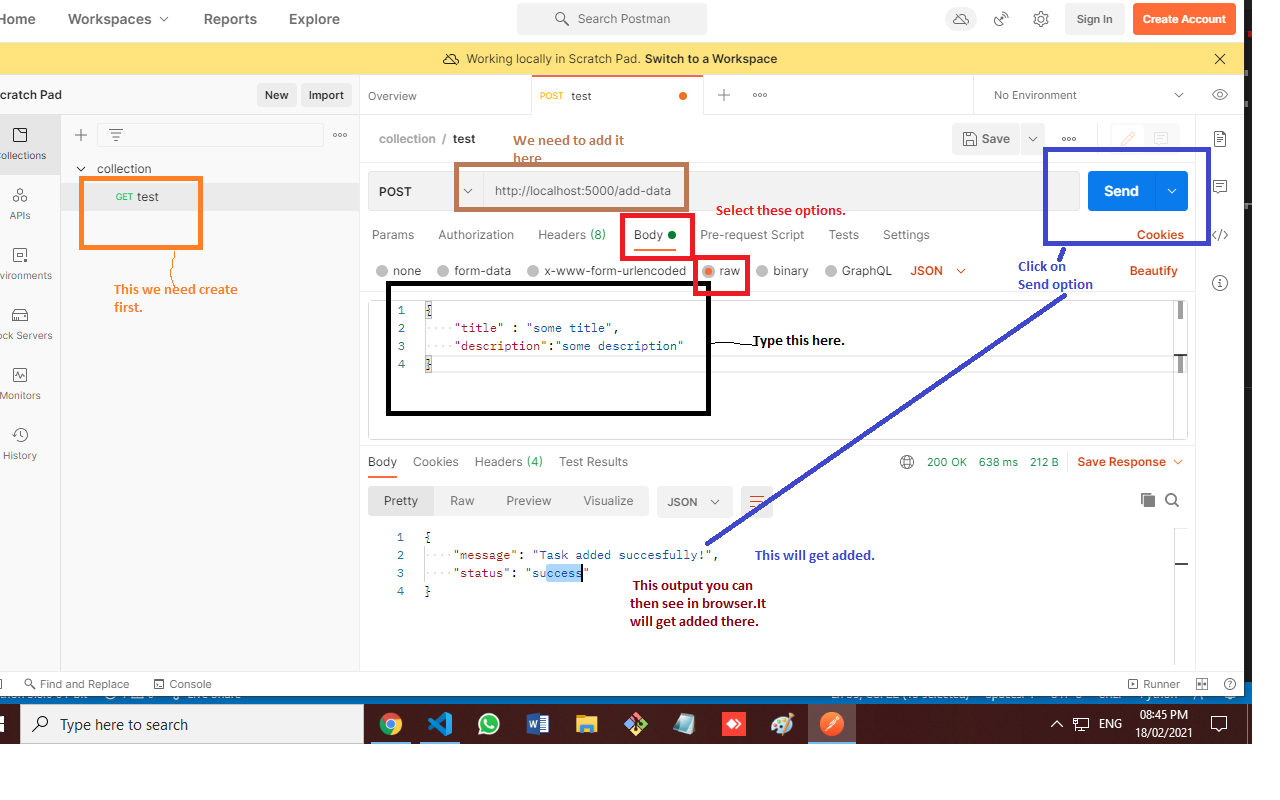 Home Workspaces Reports Explore Search Postman Sign In Create Account
Working locally in Scratch Pad. Switch to a Workspace
cratch Pad New Import Overview POST test No Environment
collection / test Save
We need to add it
here
ollections
collection
GET test
POST http://localhost:5000/add-data Send
APIs
Select these options.
Params Authorization Headers (8) Body Pre-request Script Tests Settings Cookies
none form-data x-www-form-urlencoded raw binary GraphQL JSON Beautify
vironments
This we need create
first.
Click on
Send option
1 {
2 "title" : "some title",
3 "description":"some description"
4 }
Type this here.
ock Servers
Monitors
History
Body Cookies Headers (4) Test Results 200 OK 638 ms 212 B Save Response
Pretty Raw Preview Visualize JSON
1 {
2 "message": "Task added succesfully!",
3 "status": "success"
4 }
This will get added.
This output you can
then see in browser.It
will get added there.
Find and Replace Console Runner
Type here to search ENG 08:45 PM
18/02/2021